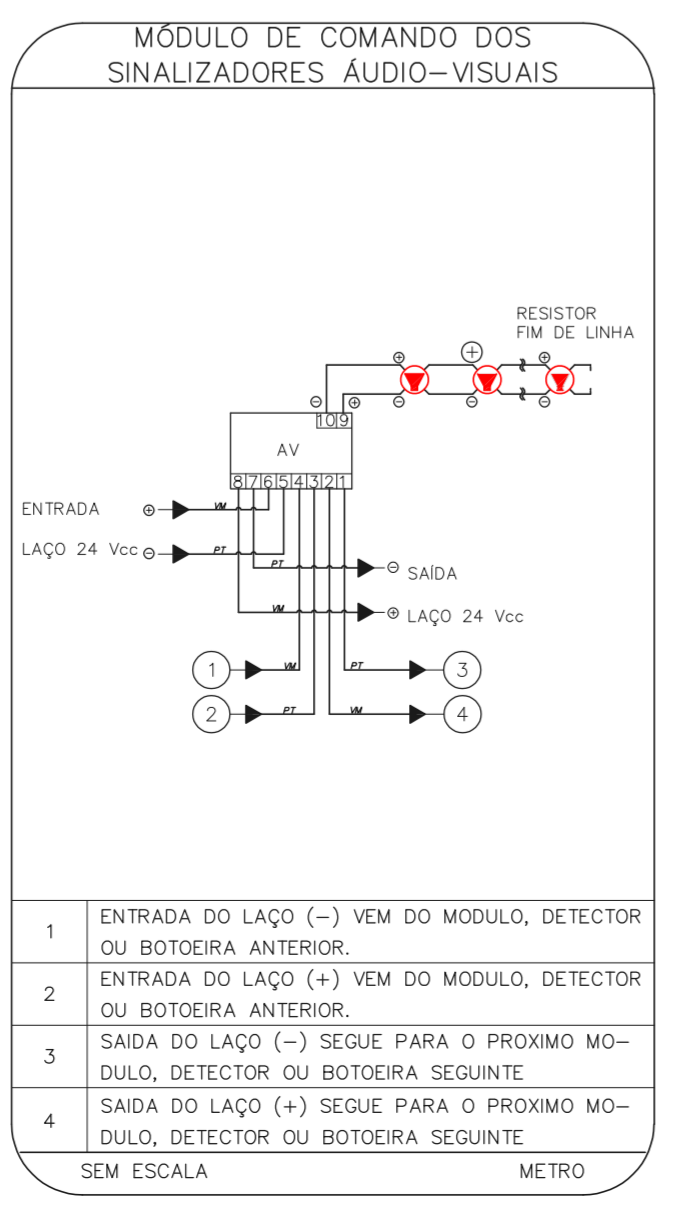 MÓDULO DE COMANDO DOS
SINALIZADORES ÁUDIO-VISUAIS
RESISTOR
FIM DE LINHA
⊕ ⊕ ⊕
⊖ ⊕ ⊖ ⊖ ⊖
10 9
AV
8 7 6 5 4 3 2 1
ENTRADA ⊕ VM
LAÇO 24 Vcc ⊖ PT
PT ⊖ SAÍDA
VM ⊕ LAÇO 24 Vcc
1 VM PT 3
2 PT VM 4
1 ENTRADA DO LAÇO (-) VEM DO MODULO, DETECTOR
OU BOTOEIRA ANTERIOR.
2 ENTRADA DO LAÇO (+) VEM DO MODULO, DETECTOR
OU BOTOEIRA ANTERIOR.
3 SAIDA DO LAÇO (-) SEGUE PARA O PROXIMO MO-
DULO, DETECTOR OU BOTOEIRA SEGUINTE
4 SAIDA DO LAÇO (+) SEGUE PARA O PROXIMO MO-
DULO, DETECTOR OU BOTOEIRA SEGUINTE
SEM ESCALA METRO